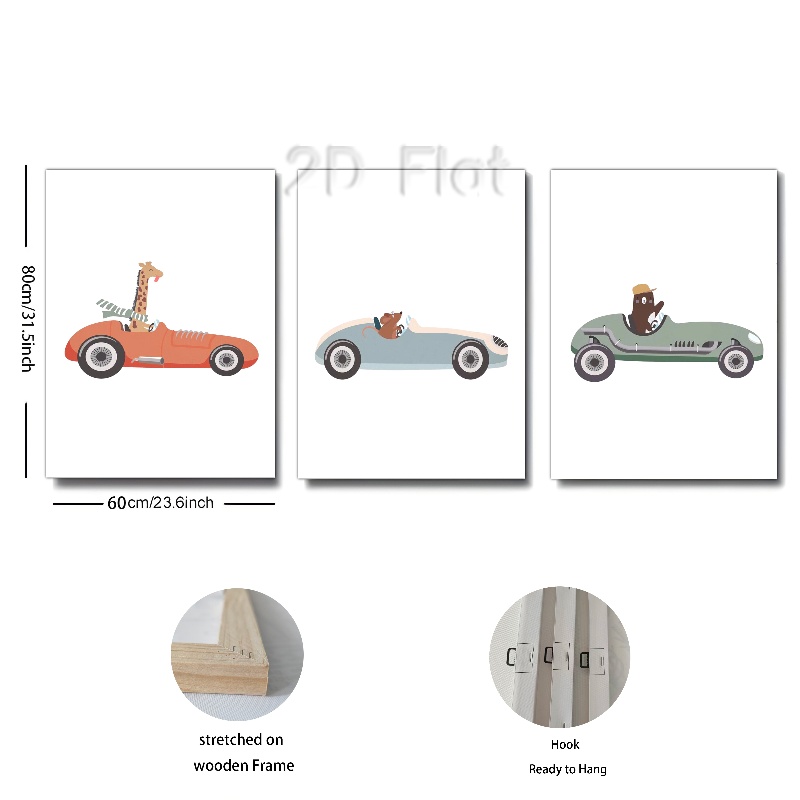 2D Flat
80cm/31.5inch
60cm/23.6inch
stretched on
wooden Frame
Hook
Ready to Hang